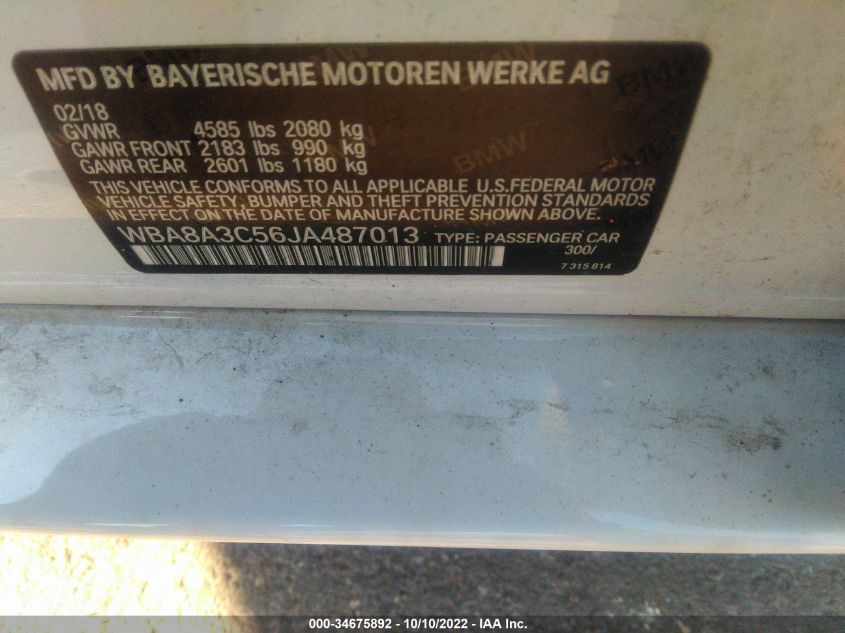 MFD BY BAYERISCHE MOTOREN WERKE AG
02/18
GVWR 4585 lbs 2080 kg
GAWR FRONT 2183 lbs 990 kg
GAWR REAR 2601 lbs 1180 kg
THIS VEHICLE CONFORMS TO ALL APPLICABLE U.S.FEDERAL MOTOR
VEHICLE SAFETY, BUMPER AND THEFT PREVENTION STANDARDS
IN EFFECT ON THE DATE OF MANUFACTURE SHOWN ABOVE.
WBA8A3C56JA487013 TYPE: PASSENGER CAR
300/
7 315 814
BMW
BMW
BMW
000-34675892 - 10/10/2022 - IAA Inc.